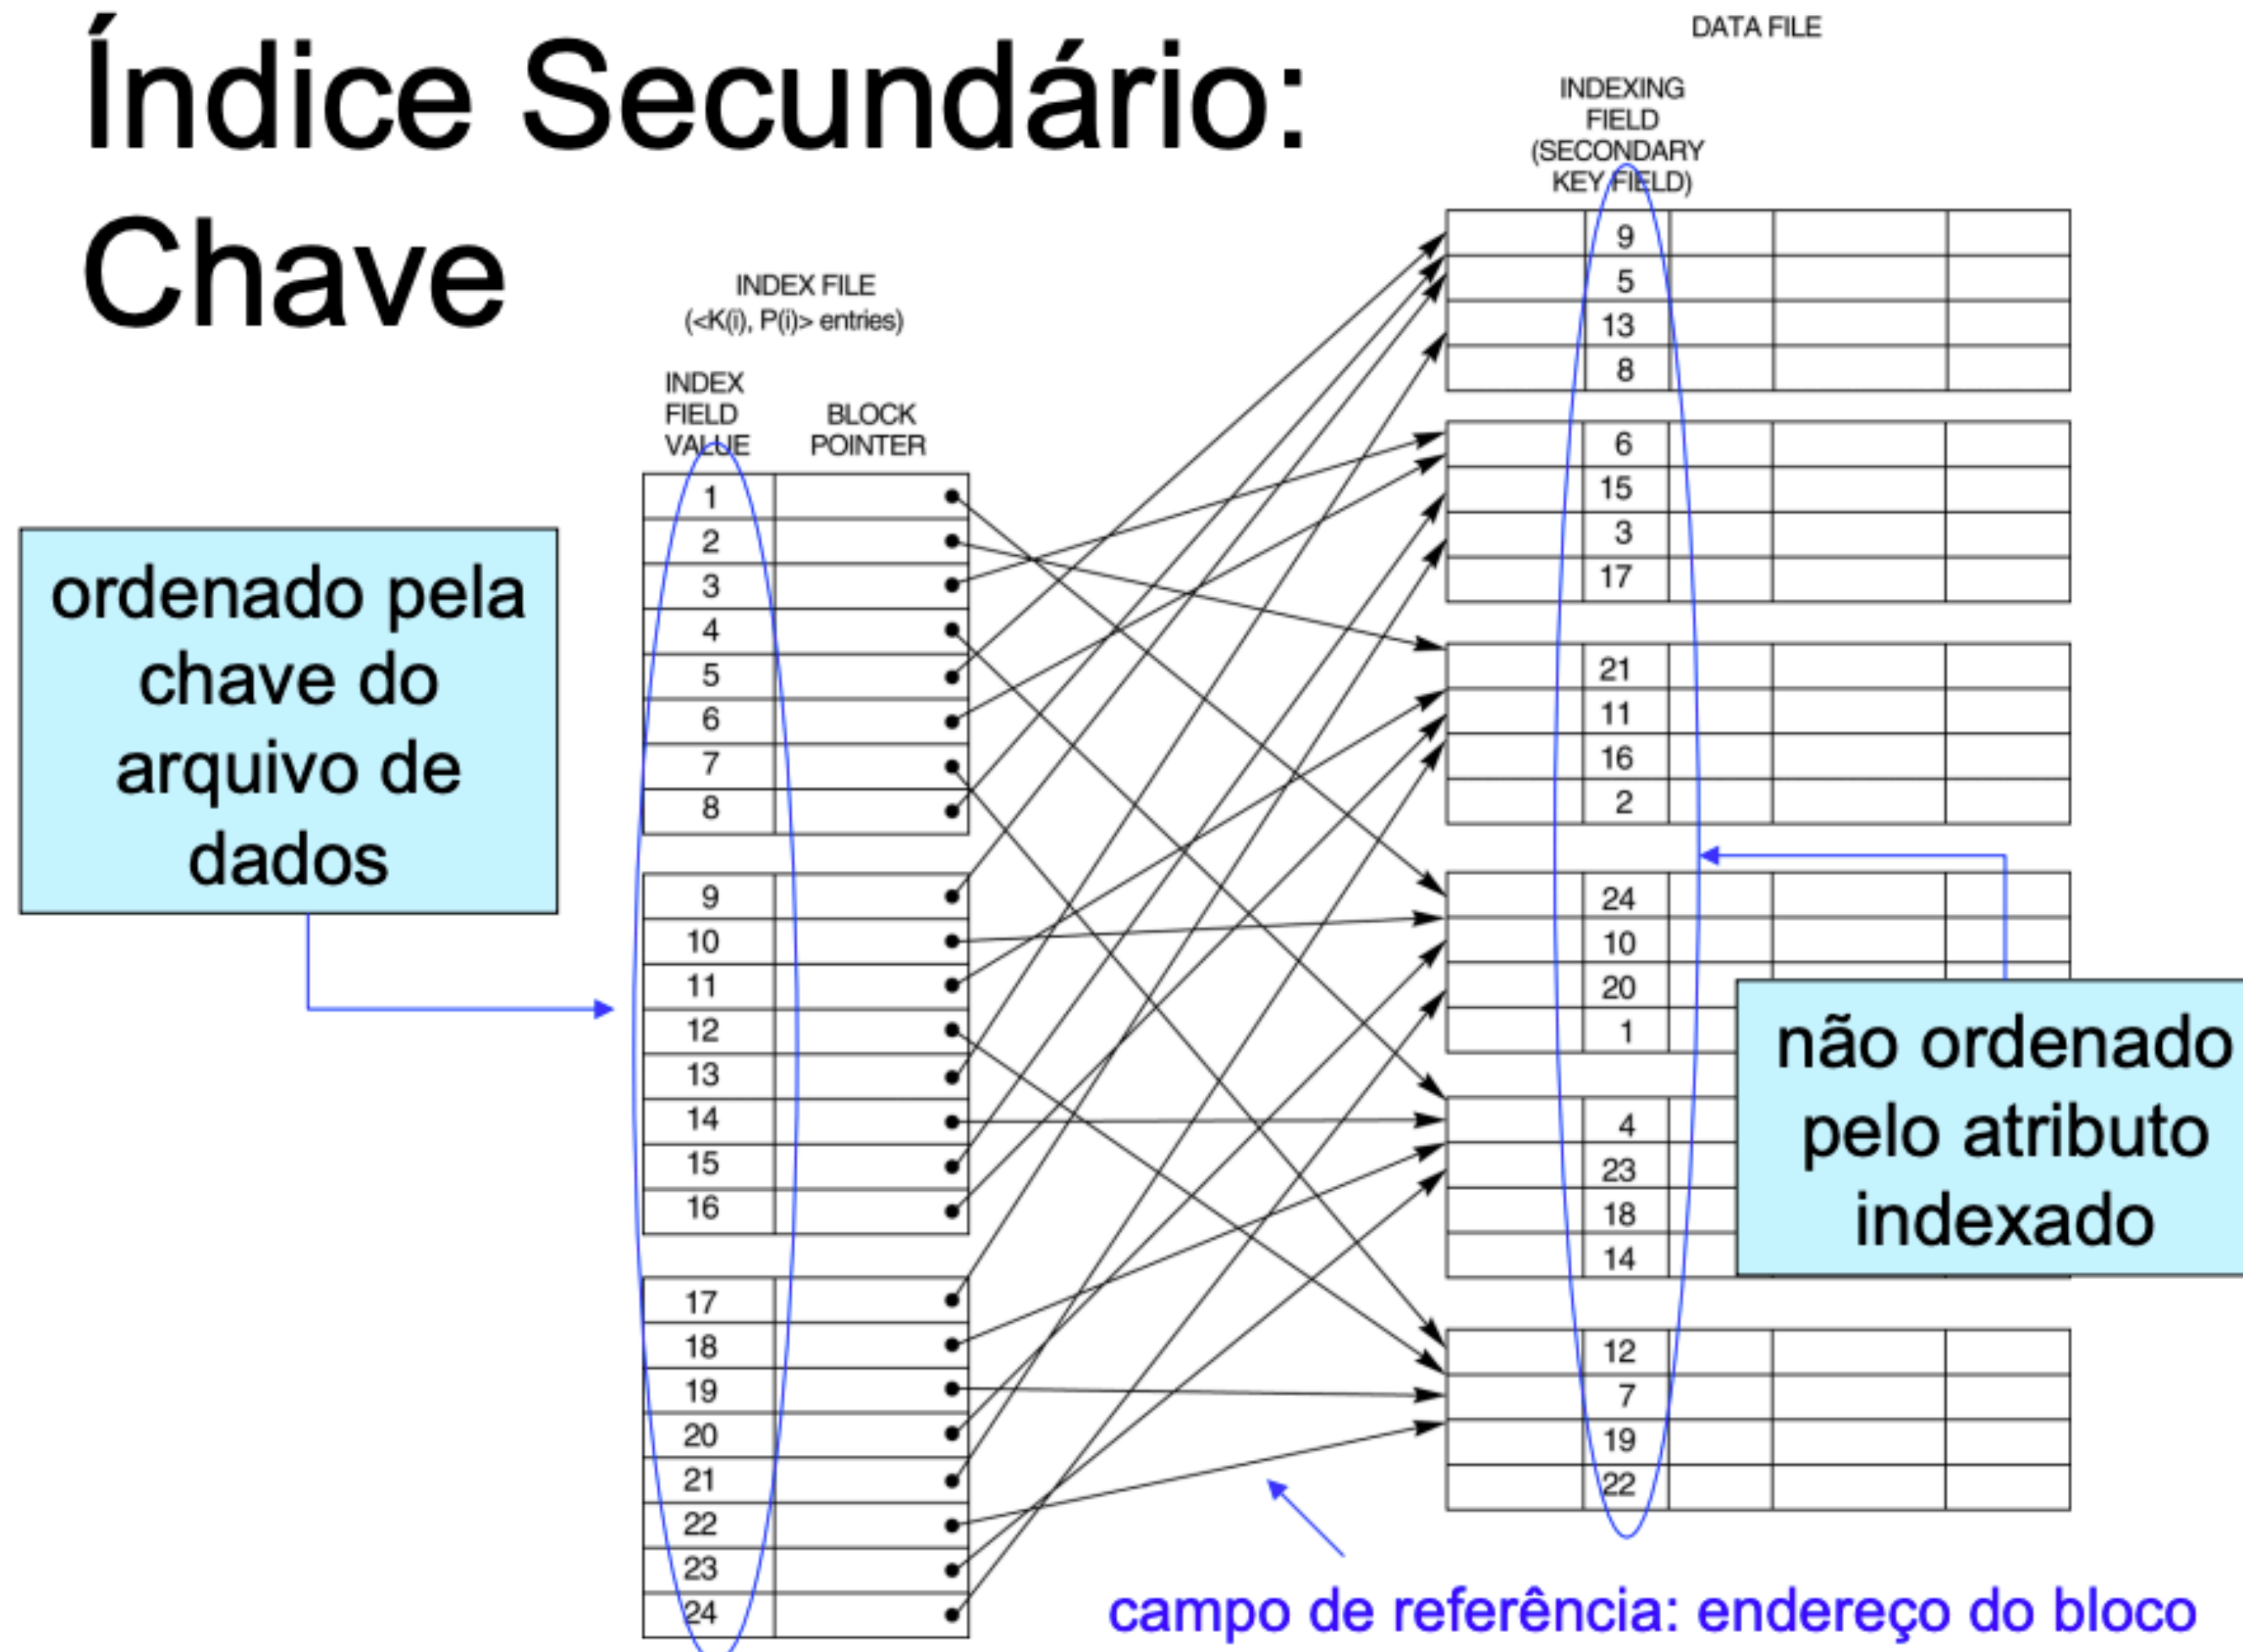 Índice Secundário:
Chave
INDEX FILE
(<K(i), P(i)> entries)
INDEX
FIELD
VALUE
BLOCK
POINTER
1
2
3
4
5
6
7
8
9
10
11
12
13
14
15
16
17
18
19
20
21
22
23
24
ordenado pela
chave do
arquivo de
dados
DATA FILE
INDEXING
FIELD
(SECONDARY
KEY FIELD)
9
5
13
8
6
15
3
17
21
11
16
2
24
10
20
1
4
23
18
14
12
7
19
22
não ordenado
pelo atributo
indexado
campo de referência: endereço do bloco